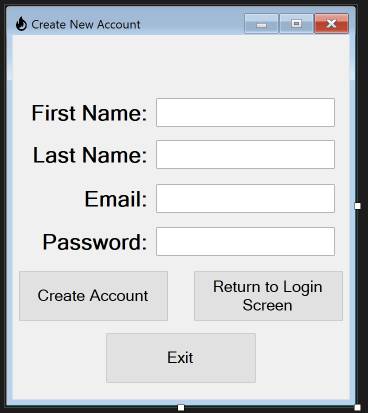 Create New Account
First Name:
Last Name:
Email:
Password:
Create Account
Return to Login
Screen
Exit